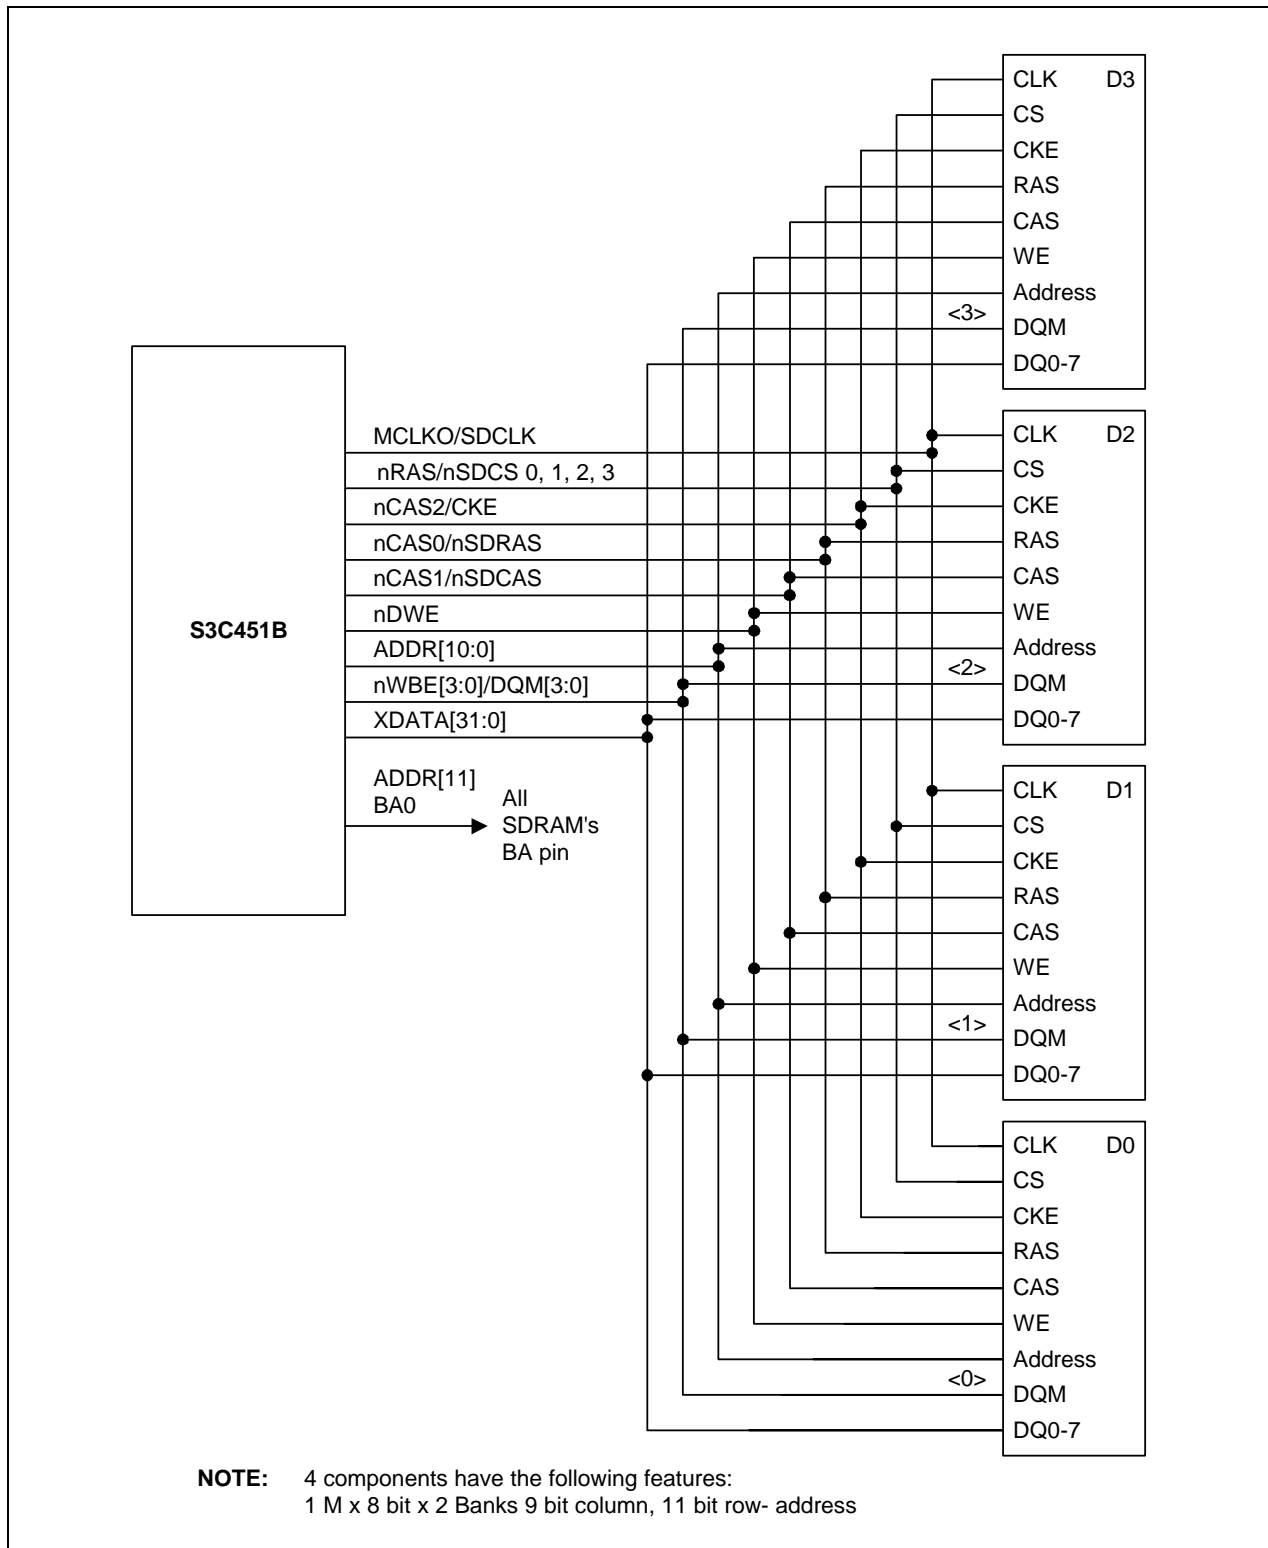 CLK D3
CS
CKE
RAS
CAS
WE
Address
<3>
DQM
DQ0-7
S3C451B
MCLKO/SDCLK
nRAS/nSDCS 0, 1, 2, 3
nCAS2/CKE
nCAS0/nSDRAS
nCAS1/nSDCAS
nDWE
ADDR[10:0]
nWBE[3:0]/DQM[3:0]
XDATA[31:0]
ADDR[11]
BA0
All
SDRAM's
BA pin
CLK D2
CS
CKE
RAS
CAS
WE
Address
<2>
DQM
DQ0-7
CLK D1
CS
CKE
RAS
CAS
WE
Address
<1>
DQM
DQ0-7
CLK D0
CS
CKE
RAS
CAS
WE
Address
<0>
DQM
DQ0-7
NOTE: 4 components have the following features:
1 M x 8 bit x 2 Banks 9 bit column, 11 bit row- address